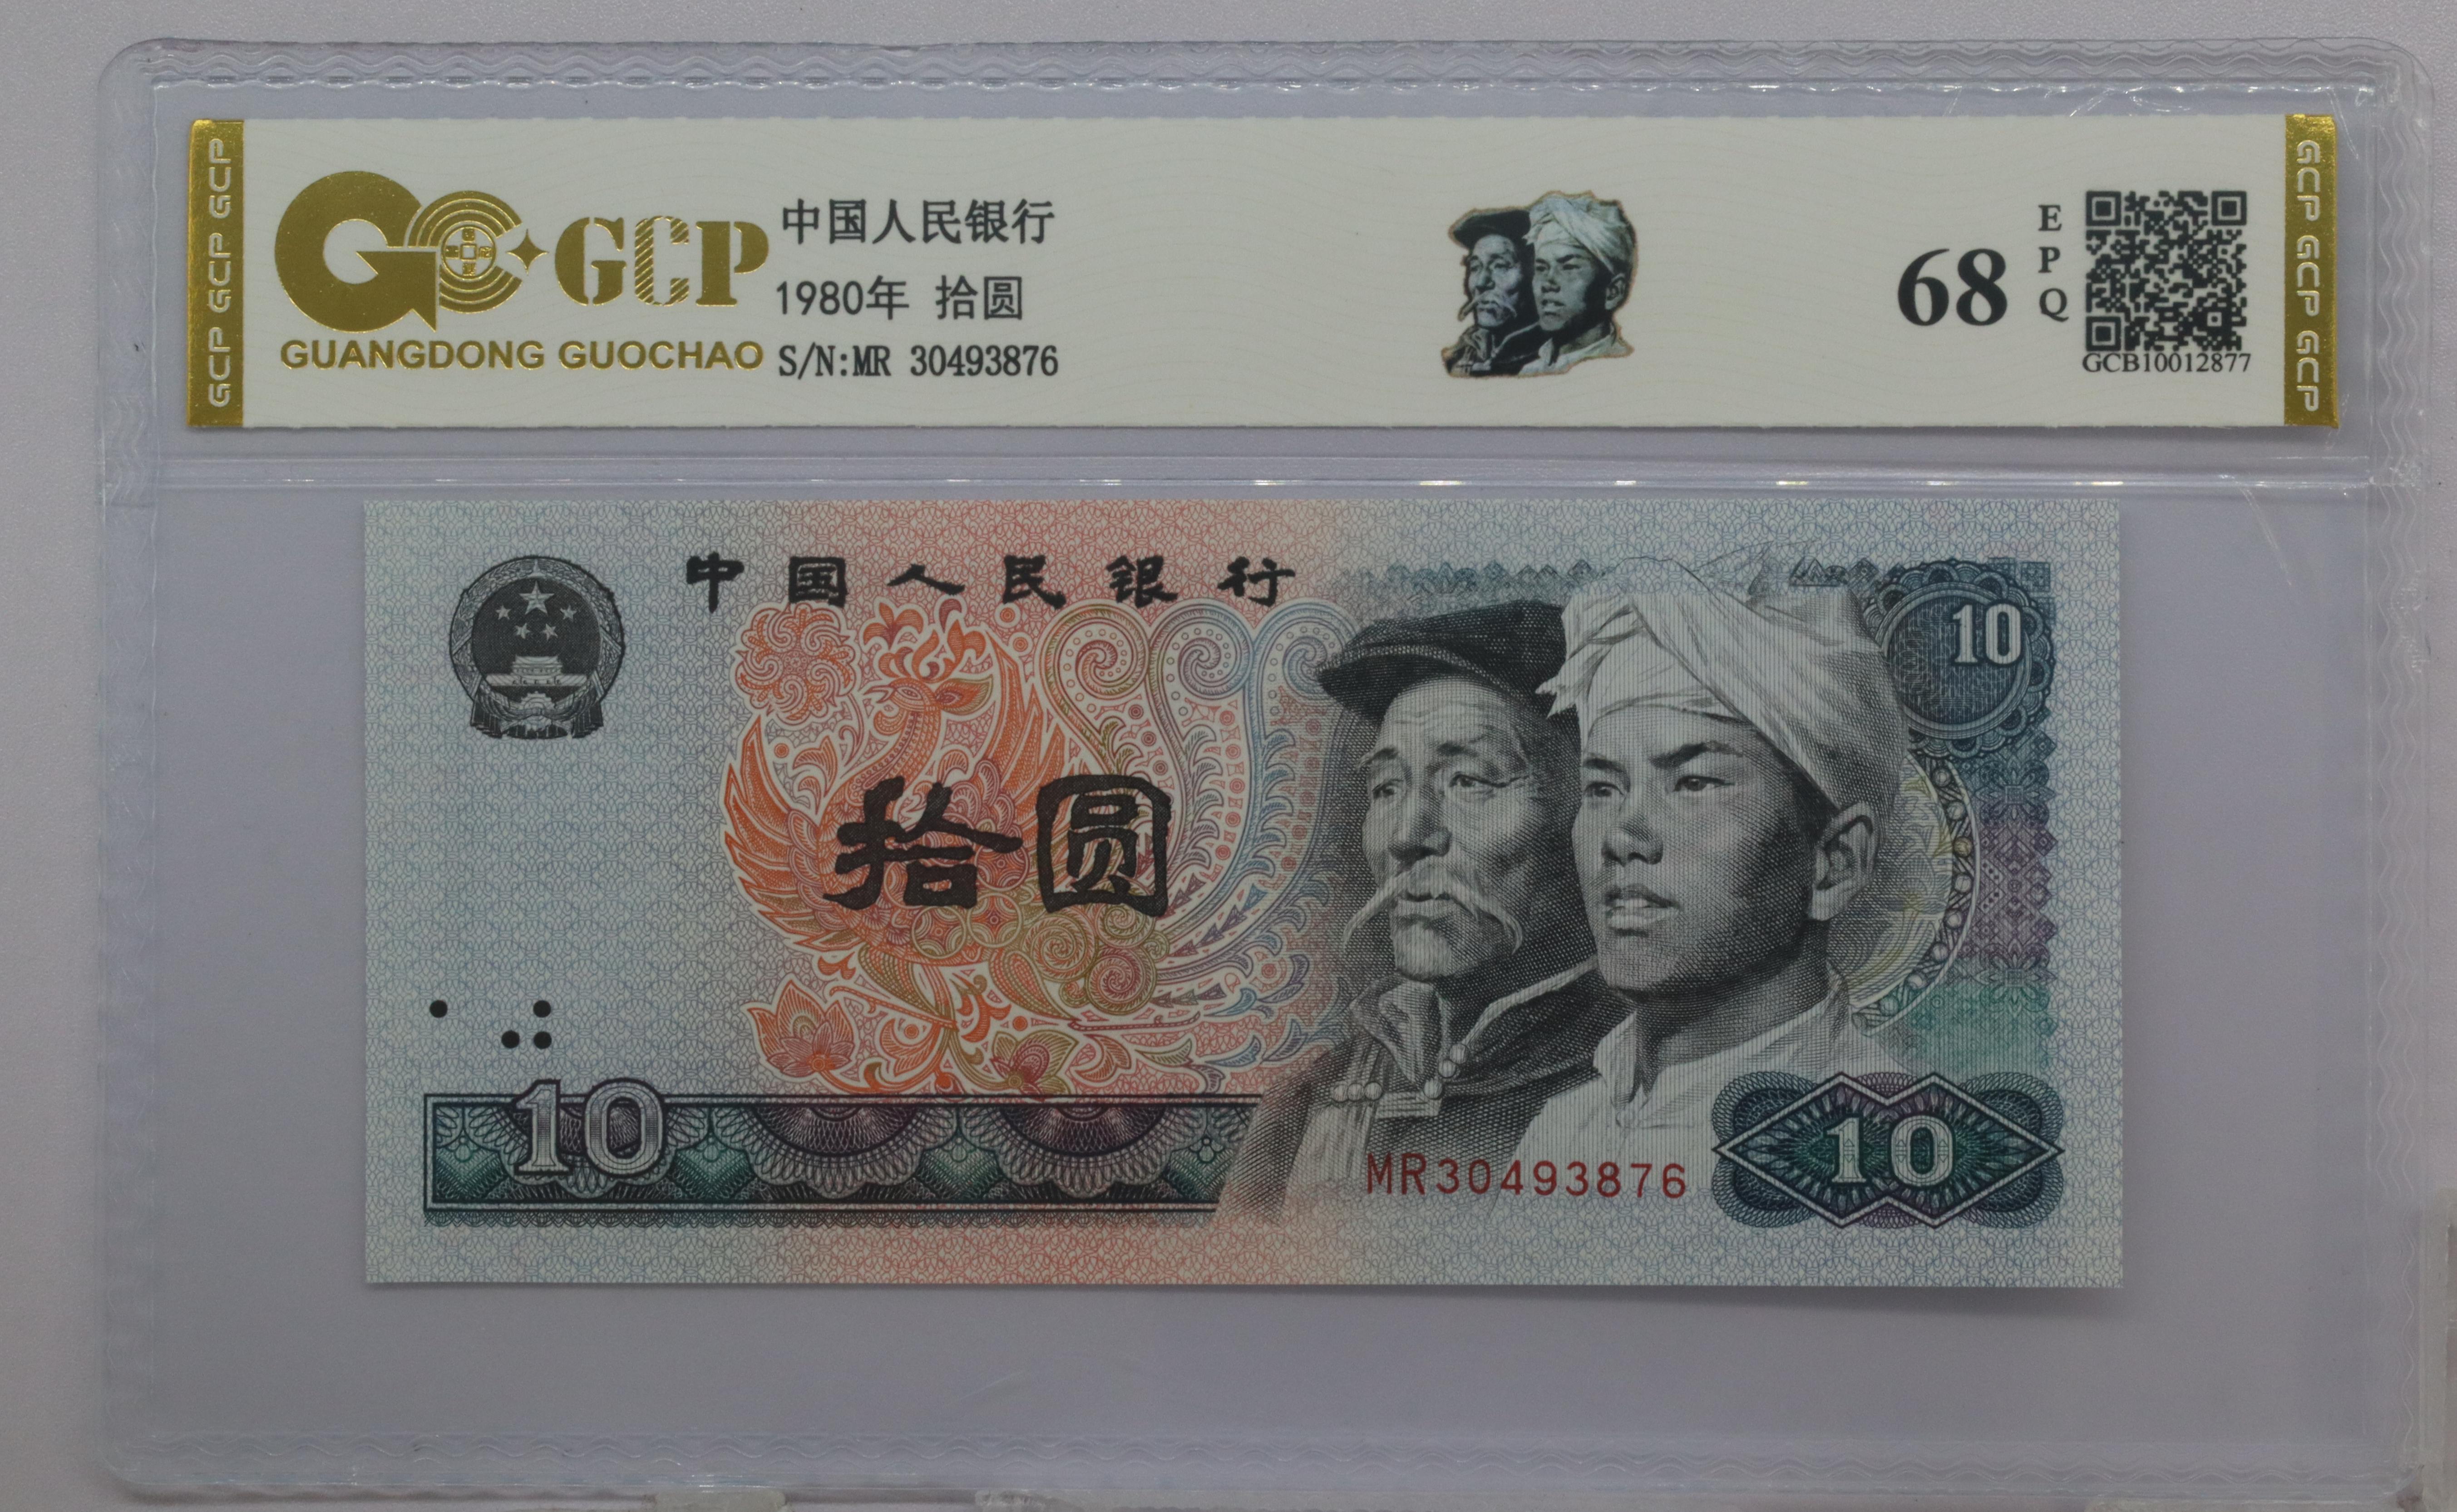 GCP GCP GCP
GCP
GUANGDONG GUOCHAO
中国人民银行
1980年 拾圆
S/N:MR 30493876
68
EPQ
GCB10012877
GCP GCP GCP
中国人民银行
10
拾圆
10
MR30493876
10